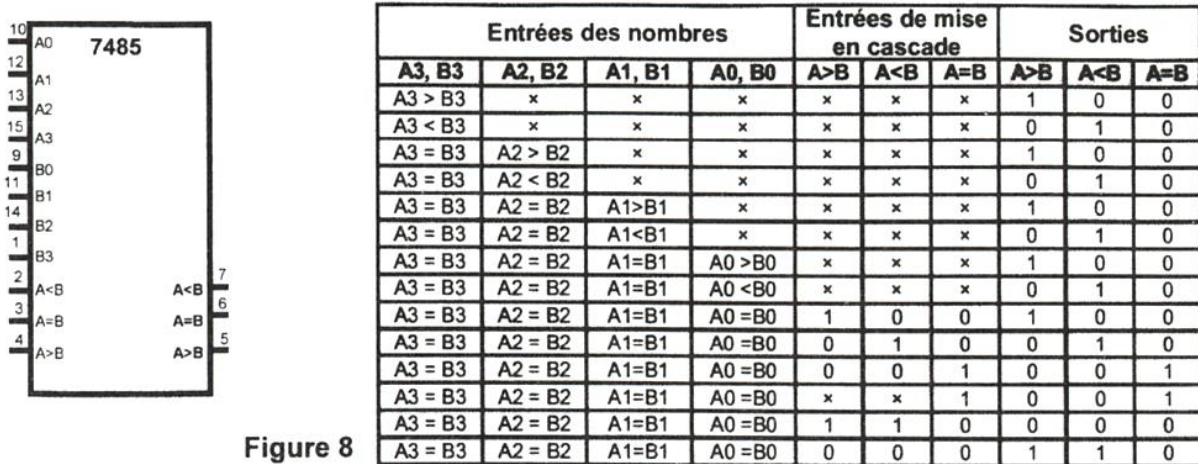 7485
10 A0
12 A1
13 A2
15 A3
9 B0
11 B1
14 B2
1 B3
2 A<B A<B 7
3 A=B A=B 6
4 A>B A>B 5
Figure 8
Entrées des nombres Entrées de mise en cascade Sorties
A3, B3 A2, B2 A1, B1 A0, B0 A>B A<B A=B A>B A<B A=B
A3 > B3 × × × × × × 1 0 0
A3 < B3 × × × × × × 0 1 0
A3 = B3 A2 > B2 × × × × × 1 0 0
A3 = B3 A2 < B2 × × × × × 0 1 0
A3 = B3 A2 = B2 A1>B1 × × × × 1 0 0
A3 = B3 A2 = B2 A1<B1 × × × × 0 1 0
A3 = B3 A2 = B2 A1=B1 A0 >B0 × × × 1 0 0
A3 = B3 A2 = B2 A1=B1 A0 <B0 × × × 0 1 0
A3 = B3 A2 = B2 A1=B1 A0 =B0 1 0 0 1 0 0
A3 = B3 A2 = B2 A1=B1 A0 =B0 0 1 0 0 1 0
A3 = B3 A2 = B2 A1=B1 A0 =B0 0 0 1 0 0 1
A3 = B3 A2 = B2 A1=B1 A0 =B0 × × 1 0 0 1
A3 = B3 A2 = B2 A1=B1 A0 =B0 1 1 0 0 0 0
A3 = B3 A2 = B2 A1=B1 A0 =B0 0 0 0 1 1 0